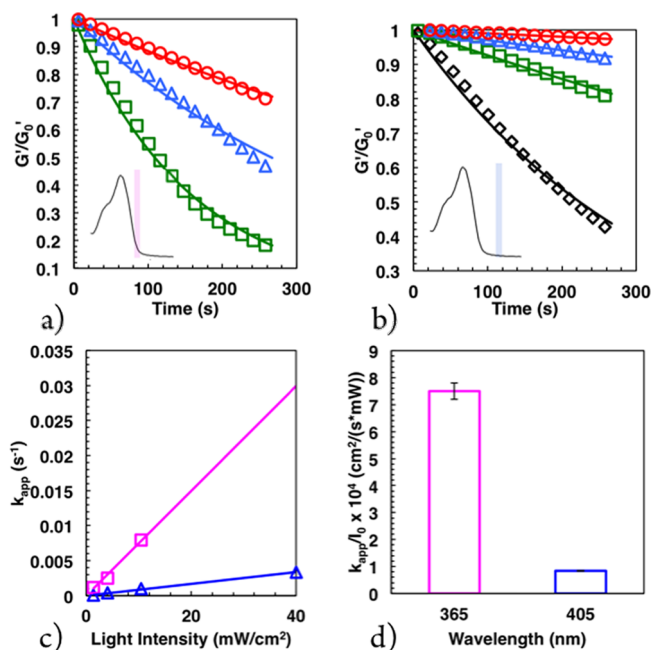 G'/G₀'
1
0.9
0.8
0.7
0.6
0.5
0.4
0.3
0.2
0.1
0 100 200 300
Time (s)
a)
G'/G₀'
1
0.9
0.8
0.7
0.6
0.5
0.4
0.3
0 100 200 300
Time (s)
b)
k_app (s⁻¹)
0.035
0.03
0.025
0.02
0.015
0.01
0.005
0
0 20 40
c) Light Intensity (mW/cm²)
k_app/I₀ x 10⁴ (cm²/(s*mW))
9
8
7
6
5
4
3
2
1
0
365 405
d) Wavelength (nm)